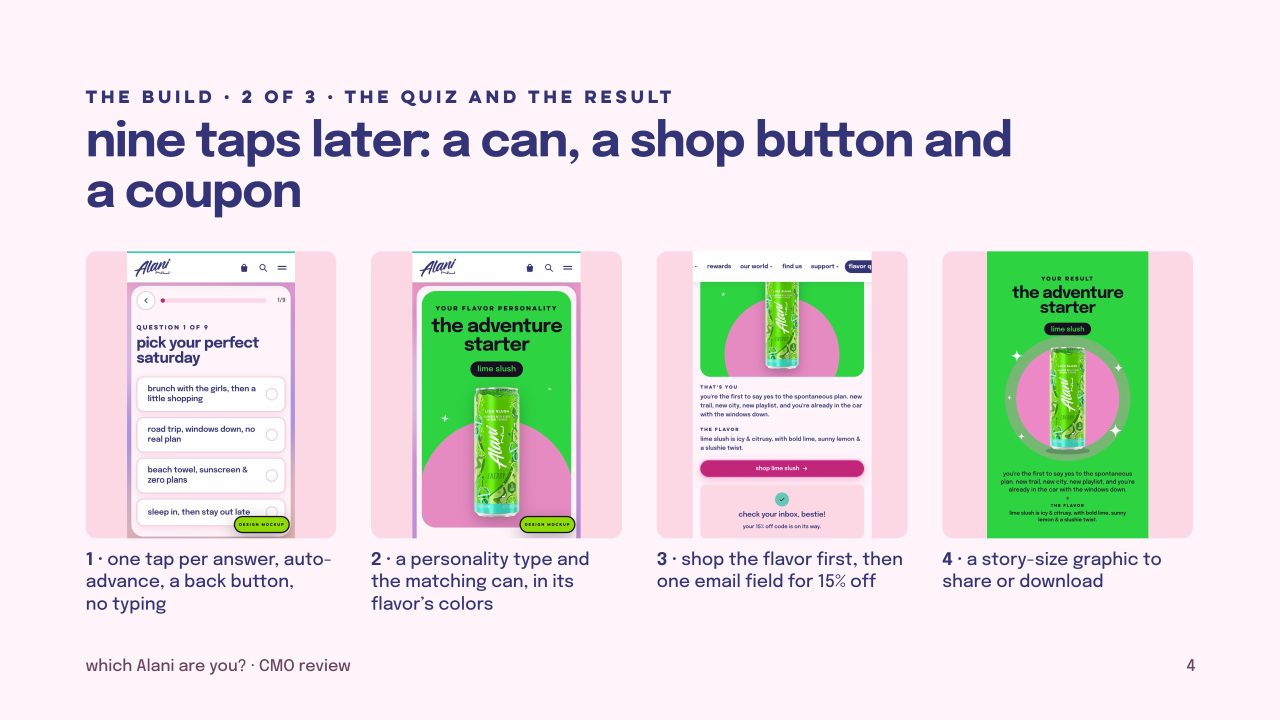 THE BUILD · 2 OF 3 · THE QUIZ AND THE RESULT
nine taps later: a can, a shop button and
a coupon
Alani
1/9
QUESTION 1 OF 9
pick your perfect
saturday
brunch with the girls, then a
little shopping
road trip, windows down, no
real plan
beach towel, sunscreen &
zero plans
sleep in, then stay out late
DESIGN MOCKUP
1 · one tap per answer, auto-
advance, a back button,
no typing
Alani
YOUR FLAVOR PERSONALITY
the adventure
starter
lime slush
LIME SLUSH
Alani
ENERGY
DESIGN MOCKUP
2 · a personality type and
the matching can, in its
flavor’s colors
rewards our world find us support flavor q
Alani
THAT'S YOU
you're the first to say yes to the spontaneous plan. new
trail, new city, new playlist, and you're already in the car
with the windows down.
THE FLAVOR
lime slush is icy & citrusy, with bold lime, sunny lemon &
a slushie twist.
shop lime slush →
check your inbox, bestie!
your 15% off code is on its way.
3 · shop the flavor first, then
one email field for 15% off
YOUR RESULT
the adventure
starter
lime slush
Alani
you're the first to say yes to the spontaneous
plan. new trail, new city, new playlist, and you're
already in the car with the windows down.
THE FLAVOR
lime slush is icy & citrusy, with bold lime, sunny
lemon & a slushie twist.
4 · a story-size graphic to
share or download
which Alani are you? · CMO review
4